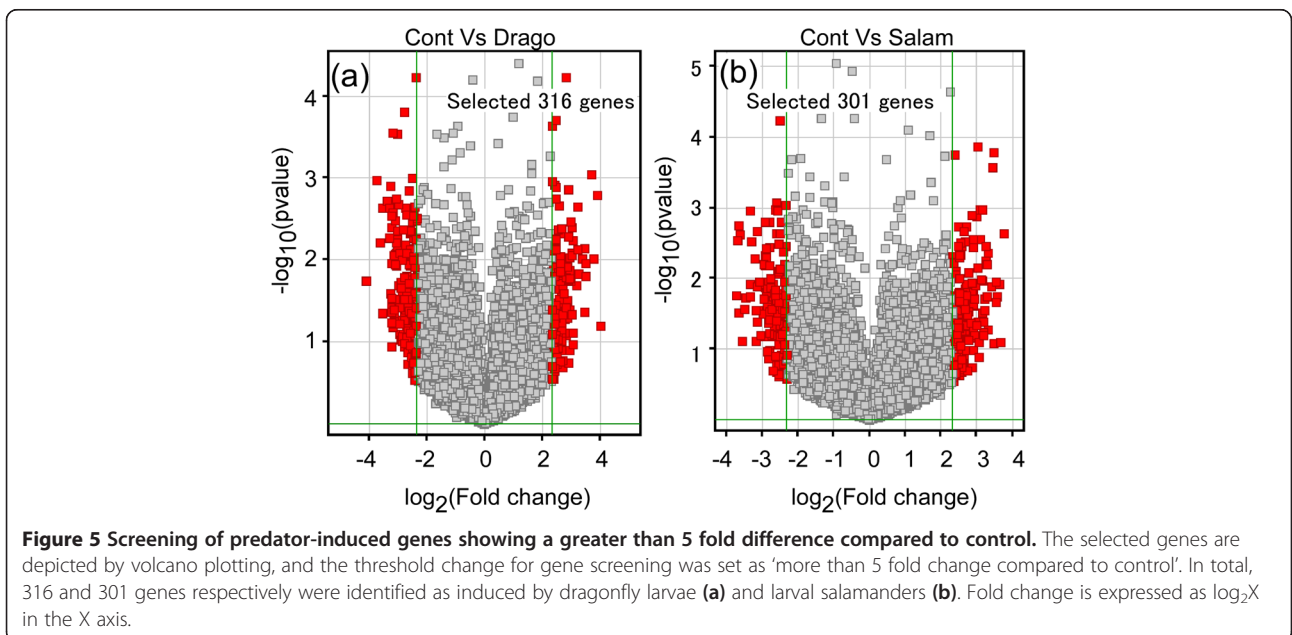 Cont Vs Drago
(a)
Selected 316 genes
4
3
2
1
-log10(pvalue)
-4 -2 0 2 4
log2(Fold change)
Cont Vs Salam
(b)
Selected 301 genes
5
4
3
2
1
-log10(pvalue)
-4 -3 -2 -1 0 1 2 3 4
log2(Fold change)
Figure 5 Screening of predator-induced genes showing a greater than 5 fold difference compared to control. The selected genes are
depicted by volcano plotting, and the threshold change for gene screening was set as ‘more than 5 fold change compared to control’. In total,
316 and 301 genes respectively were identified as induced by dragonfly larvae (a) and larval salamanders (b). Fold change is expressed as log2X
in the X axis.